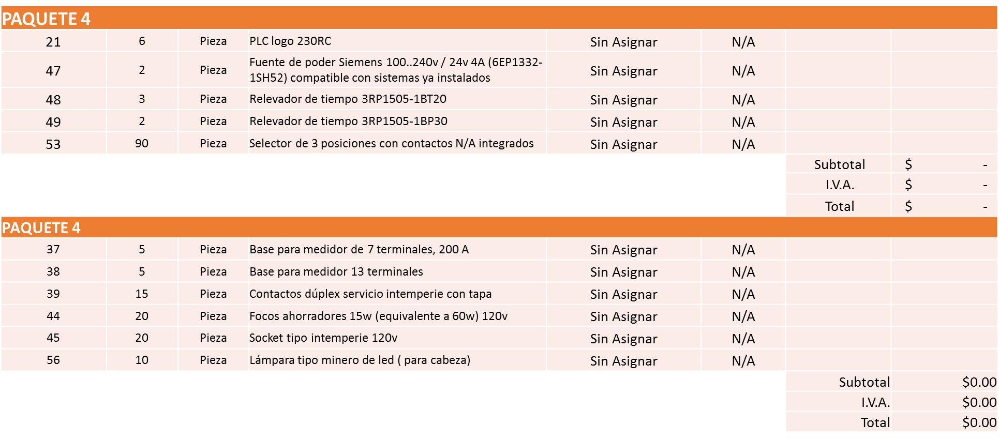 PAQUETE 4
21 6 Pieza PLC logo 230RC Sin Asignar N/A
47 2 Pieza Fuente de poder Siemens 100..240v / 24v 4A (6EP1332-
1SH52) compatible con sistemas ya instalados Sin Asignar N/A
48 3 Pieza Relevador de tiempo 3RP1505-1BT20 Sin Asignar N/A
49 2 Pieza Relevador de tiempo 3RP1505-1BP30 Sin Asignar N/A
53 90 Pieza Selector de 3 posiciones con contactos N/A integrados Sin Asignar N/A
Subtotal $ -
I.V.A. $ -
Total $ -
PAQUETE 4
37 5 Pieza Base para medidor de 7 terminales, 200 A Sin Asignar N/A
38 5 Pieza Base para medidor 13 terminales Sin Asignar N/A
39 15 Pieza Contactos dúplex servicio intemperie con tapa Sin Asignar N/A
44 20 Pieza Focos ahorradores 15w (equivalente a 60w) 120v Sin Asignar N/A
45 20 Pieza Socket tipo intemperie 120v Sin Asignar N/A
56 10 Pieza Lámpara tipo minero de led ( para cabeza) Sin Asignar N/A
Subtotal $0.00
I.V.A. $0.00
Total $0.00